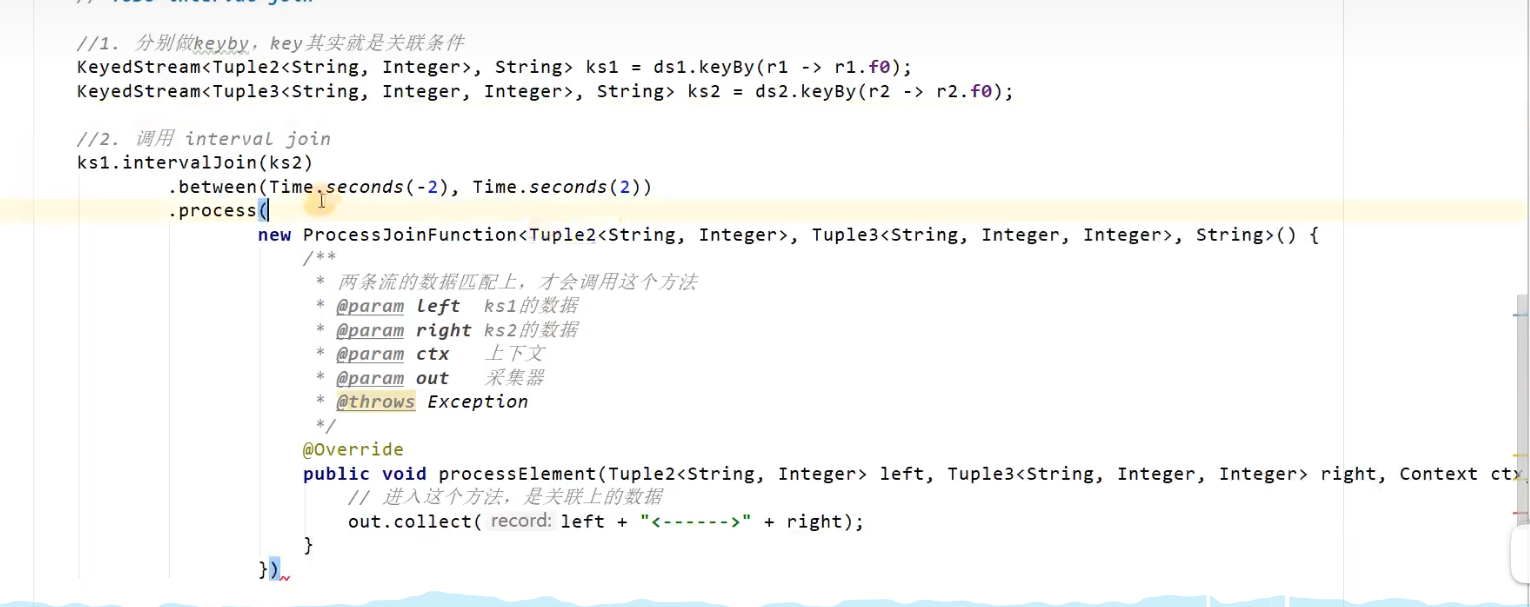 //1. 分别做keyby，key其实就是关联条件
KeyedStream<Tuple2<String, Integer>, String> ks1 = ds1.keyBy(r1 -> r1.f0);
KeyedStream<Tuple3<String, Integer, Integer>, String> ks2 = ds2.keyBy(r2 -> r2.f0);
//2. 调用 interval join
ks1.intervalJoin(ks2)
.between(Time.seconds(-2), Time.seconds(2))
.process(
new ProcessJoinFunction<Tuple2<String, Integer>, Tuple3<String, Integer, Integer>, String>() {
/**
* 两条流的数据匹配上，才会调用这个方法
* @param left ks1的数据
* @param right ks2的数据
* @param ctx 上下文
* @param out 采集器
* @throws Exception
*/
@Override
public void processElement(Tuple2<String, Integer> left, Tuple3<String, Integer, Integer> right, Context ctx
// 进入这个方法，是关联上的数据
out.collect( record: left + "<------>" + right);
}
})